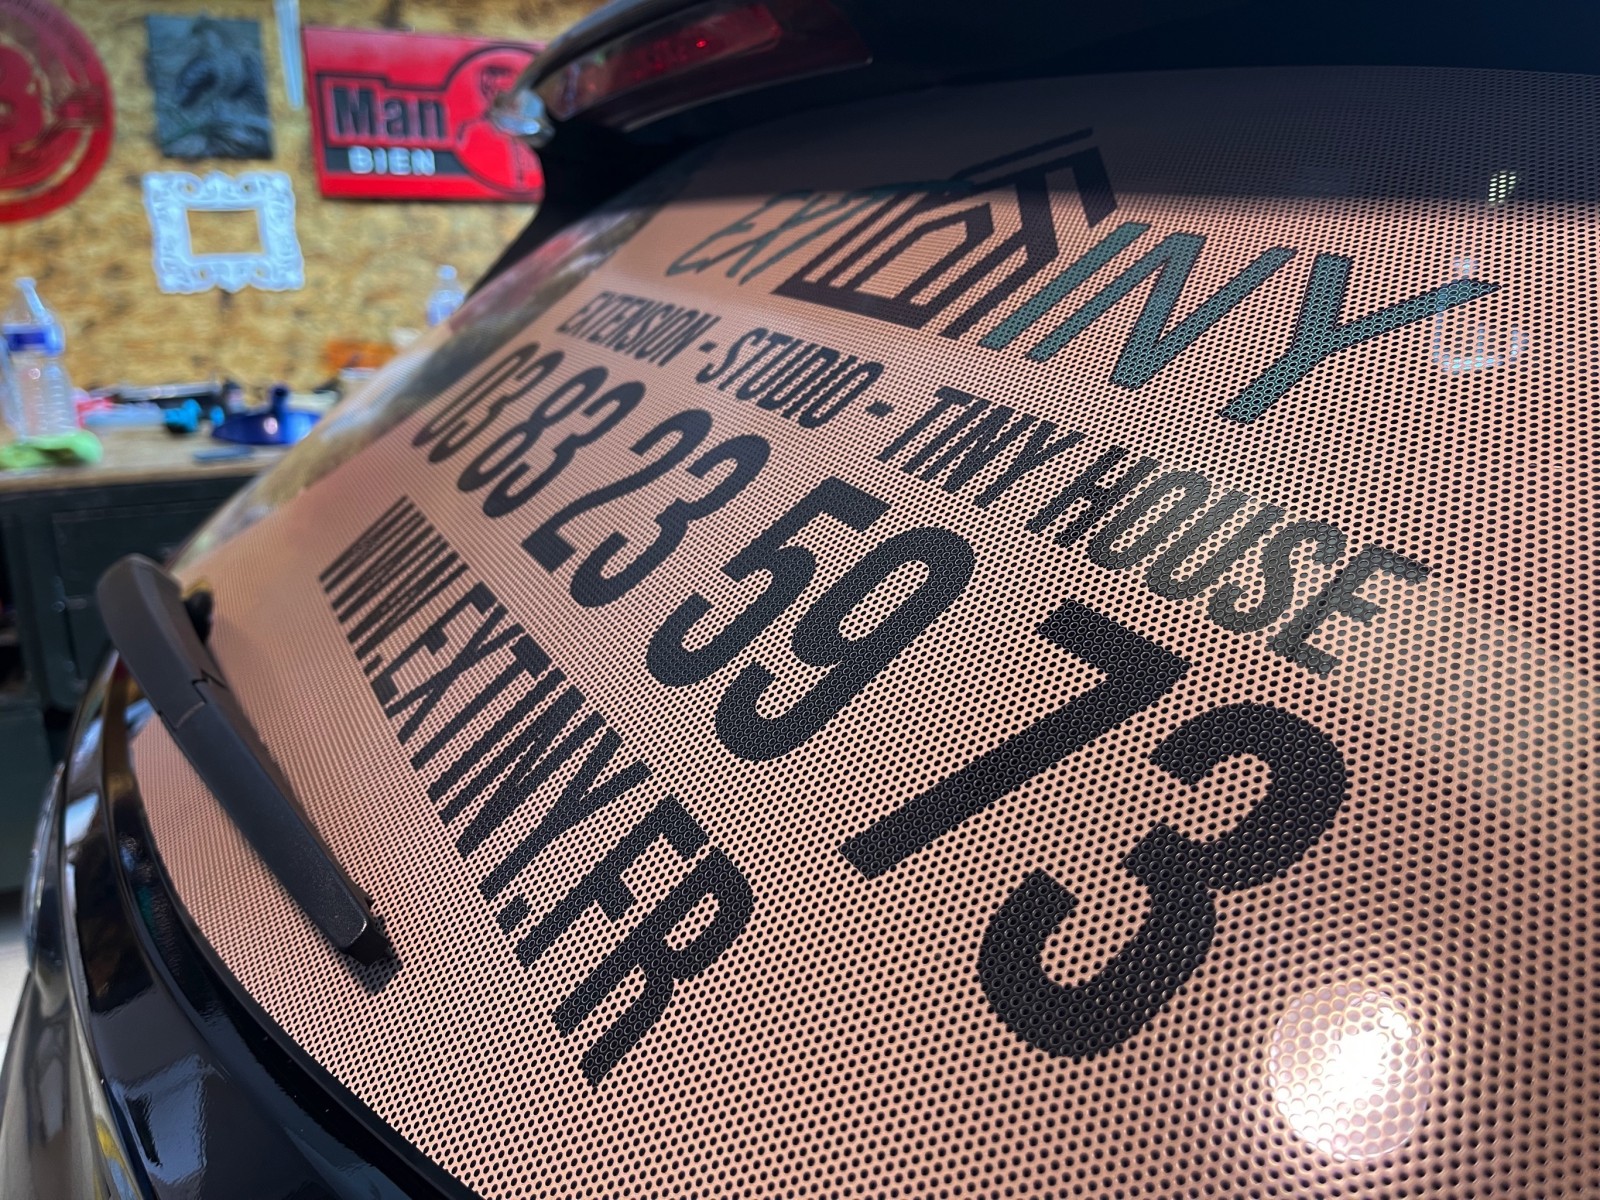 Man
BIEN
EXTINY
EXTENSION - STUDIO - TINY HOUSE
03 83 23 59 73
WWW.EXTINY.FR